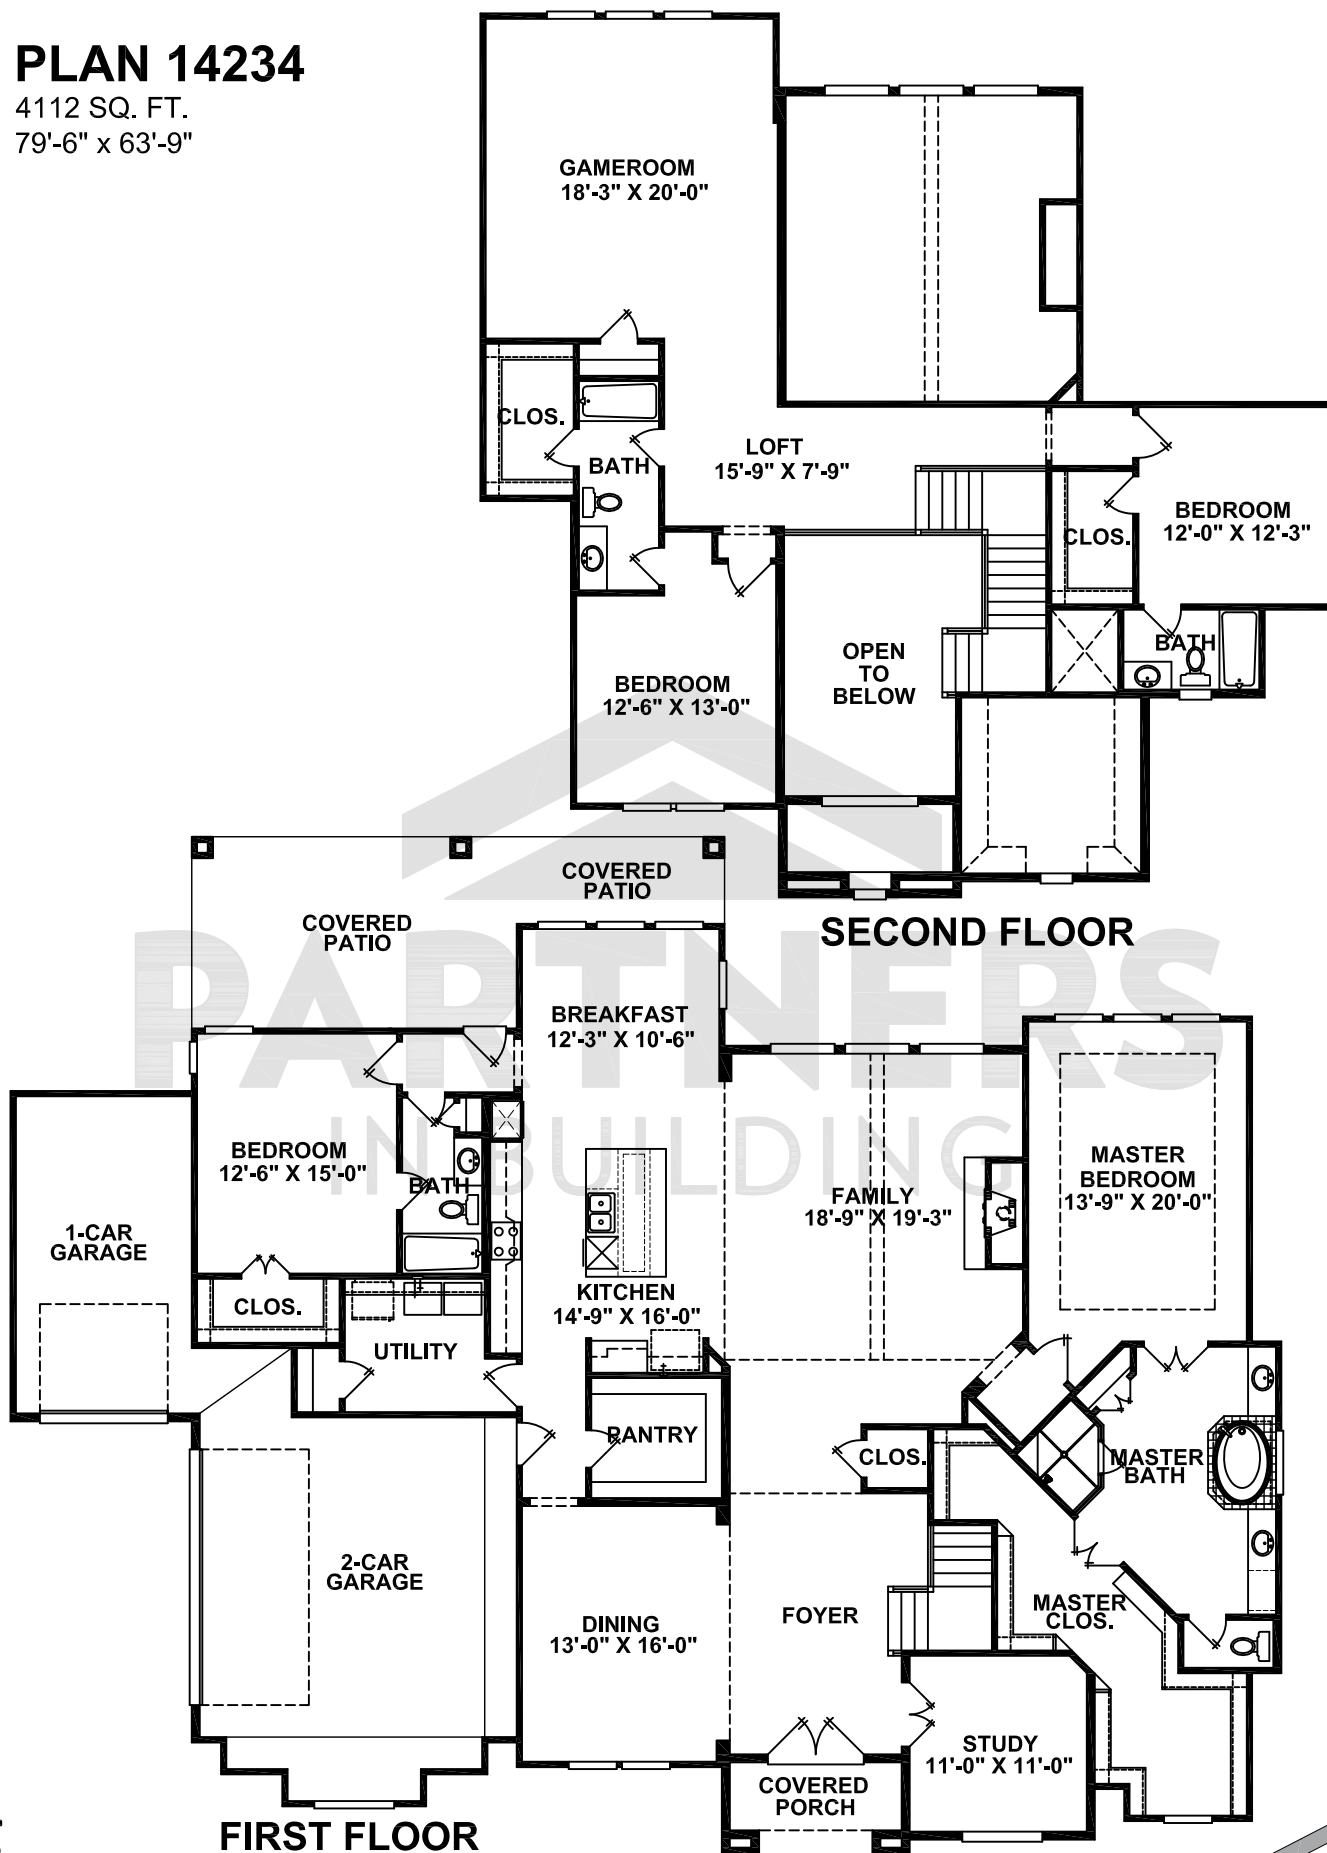 PLAN 14234
4112 SQ. FT.
79'-6" x 63'-9"
GAMEROOM
18'-3" X 20'-0"
CLOS.
BATH
LOFT
15'-9" X 7'-9"
BEDROOM
12'-0" X 12'-3"
CLOS.
BATH
OPEN
TO
BELOW
BEDROOM
12'-6" X 13'-0"
SECOND FLOOR
COVERED
PATIO
COVERED
PATIO
PARTNERS
IN BUILDING
BREAKFAST
12'-3" X 10'-6"
BEDROOM
12'-6" X 15'-0"
BATH
MASTER
BEDROOM
13'-9" X 20'-0"
FAMILY
18'-9" X 19'-3"
1-CAR
GARAGE
CLOS.
KITCHEN
14'-9" X 16'-0"
UTILITY
PANTRY
CLOS.
MASTER
BATH
2-CAR
GARAGE
DINING
13'-0" X 16'-0"
FOYER
MASTER
CLOS.
STUDY
11'-0" X 11'-0"
COVERED
PORCH
FIRST FLOOR